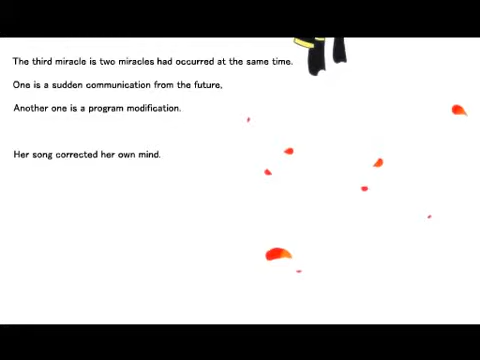 The third miracle is two miracles had occurred at the same time.
One is a sudden communication from the future,
Another one is a program modification.
Her song corrected her own mind.